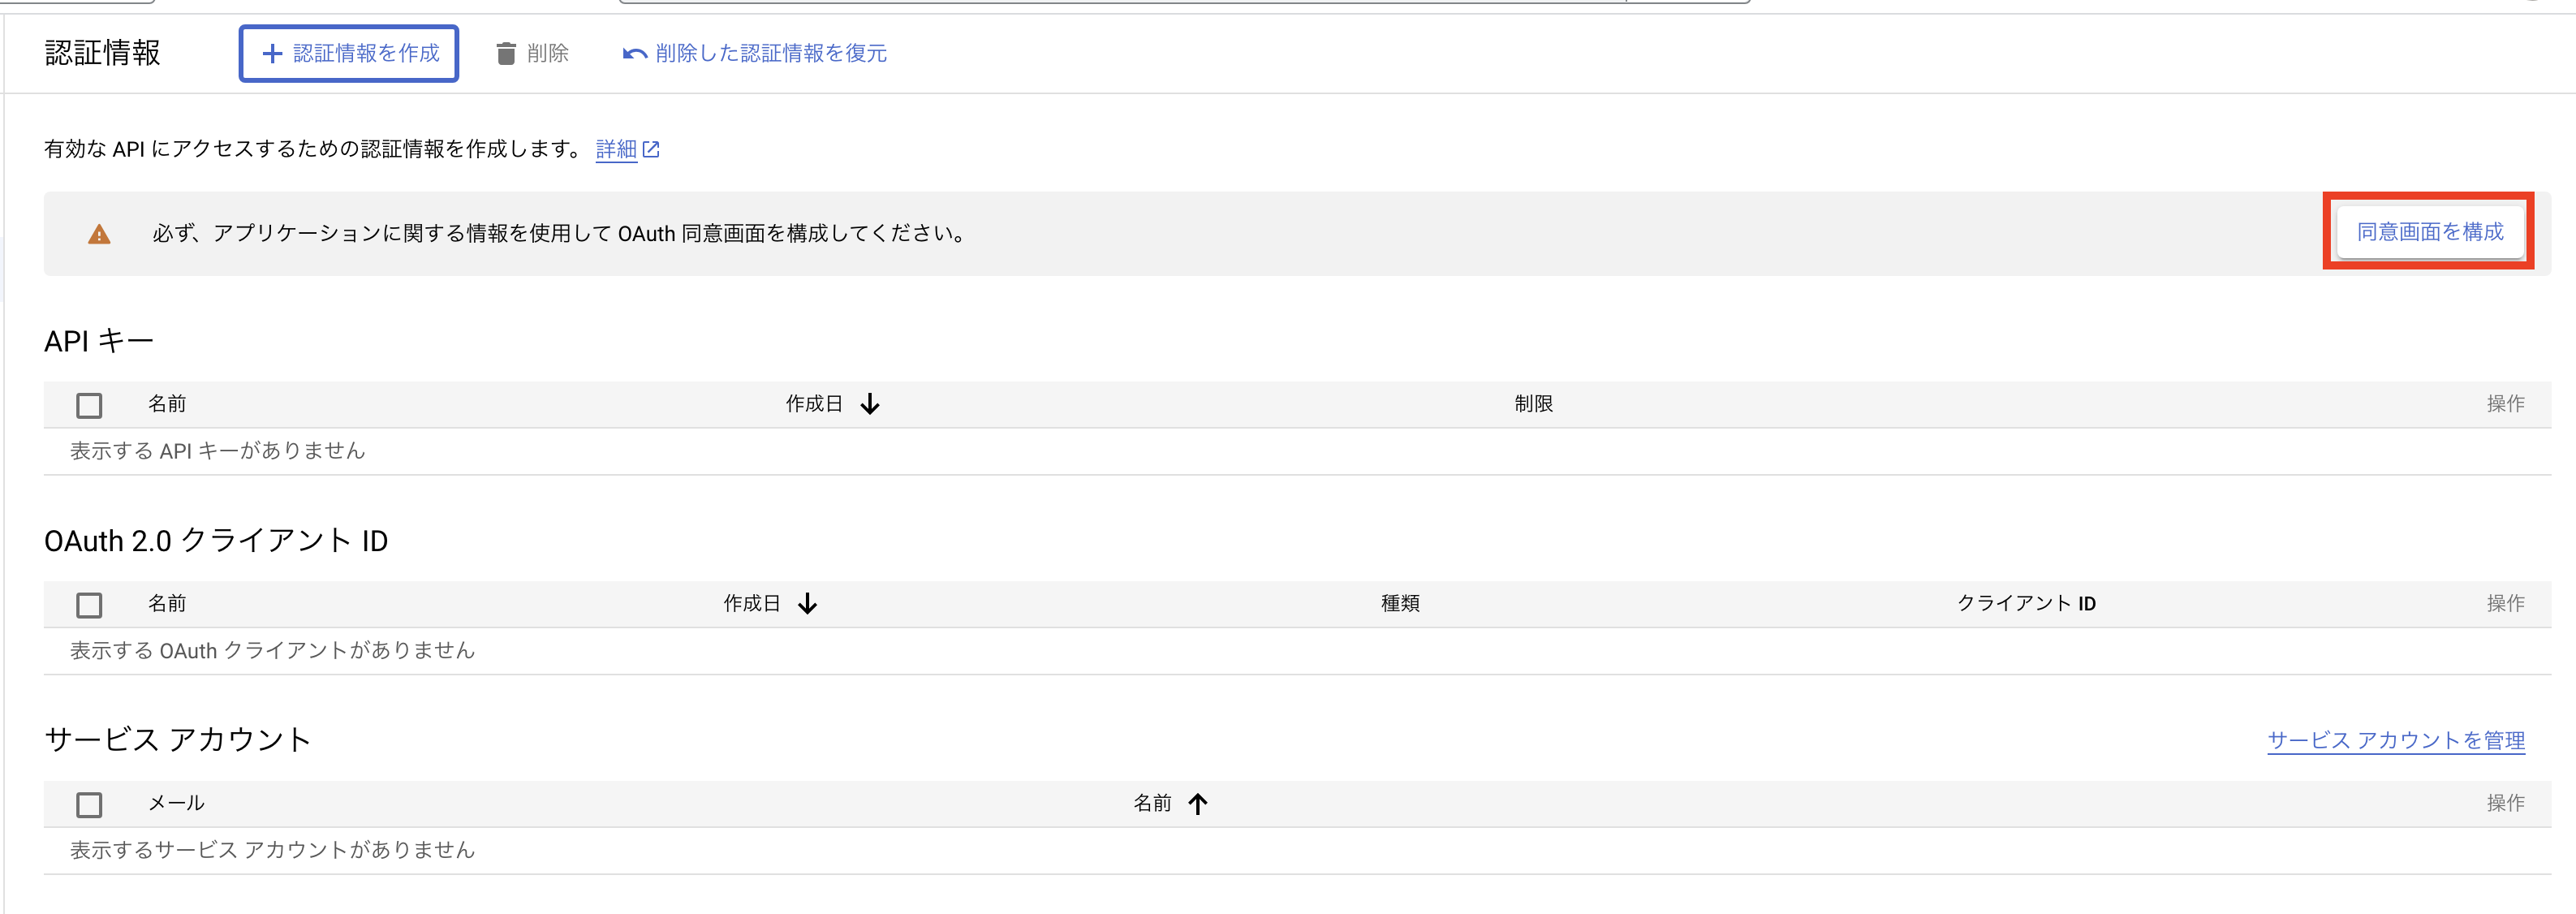 認証情報 + 認証情報を作成 削除 削除した認証情報を復元
有効な API にアクセスするための認証情報を作成します。 詳細
必ず、アプリケーションに関する情報を使用して OAuth 同意画面を構成してください。 同意画面を構成
API キー
名前 作成日 制限 操作
表示する API キーがありません
OAuth 2.0 クライアント ID
名前 作成日 種類 クライアント ID 操作
表示する OAuth クライアントがありません
サービス アカウント サービス アカウントを管理
メール 名前 操作
表示するサービス アカウントがありません